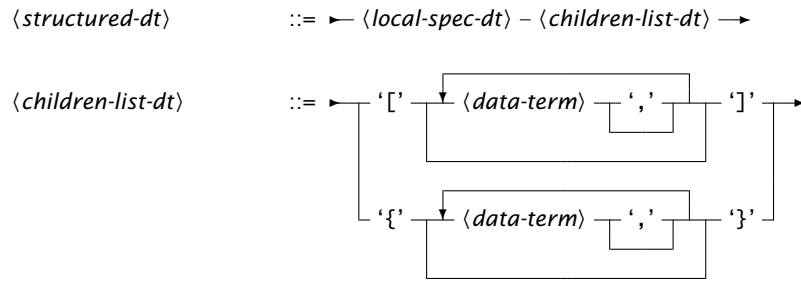 ⟨structured-dt⟩ ::= ⟨local-spec-dt⟩ – ⟨children-list-dt⟩
⟨children-list-dt⟩ ::= ‘[’ ⟨data-term⟩ ‘,’ ‘]’
‘{’ ⟨data-term⟩ ‘,’ ‘}’